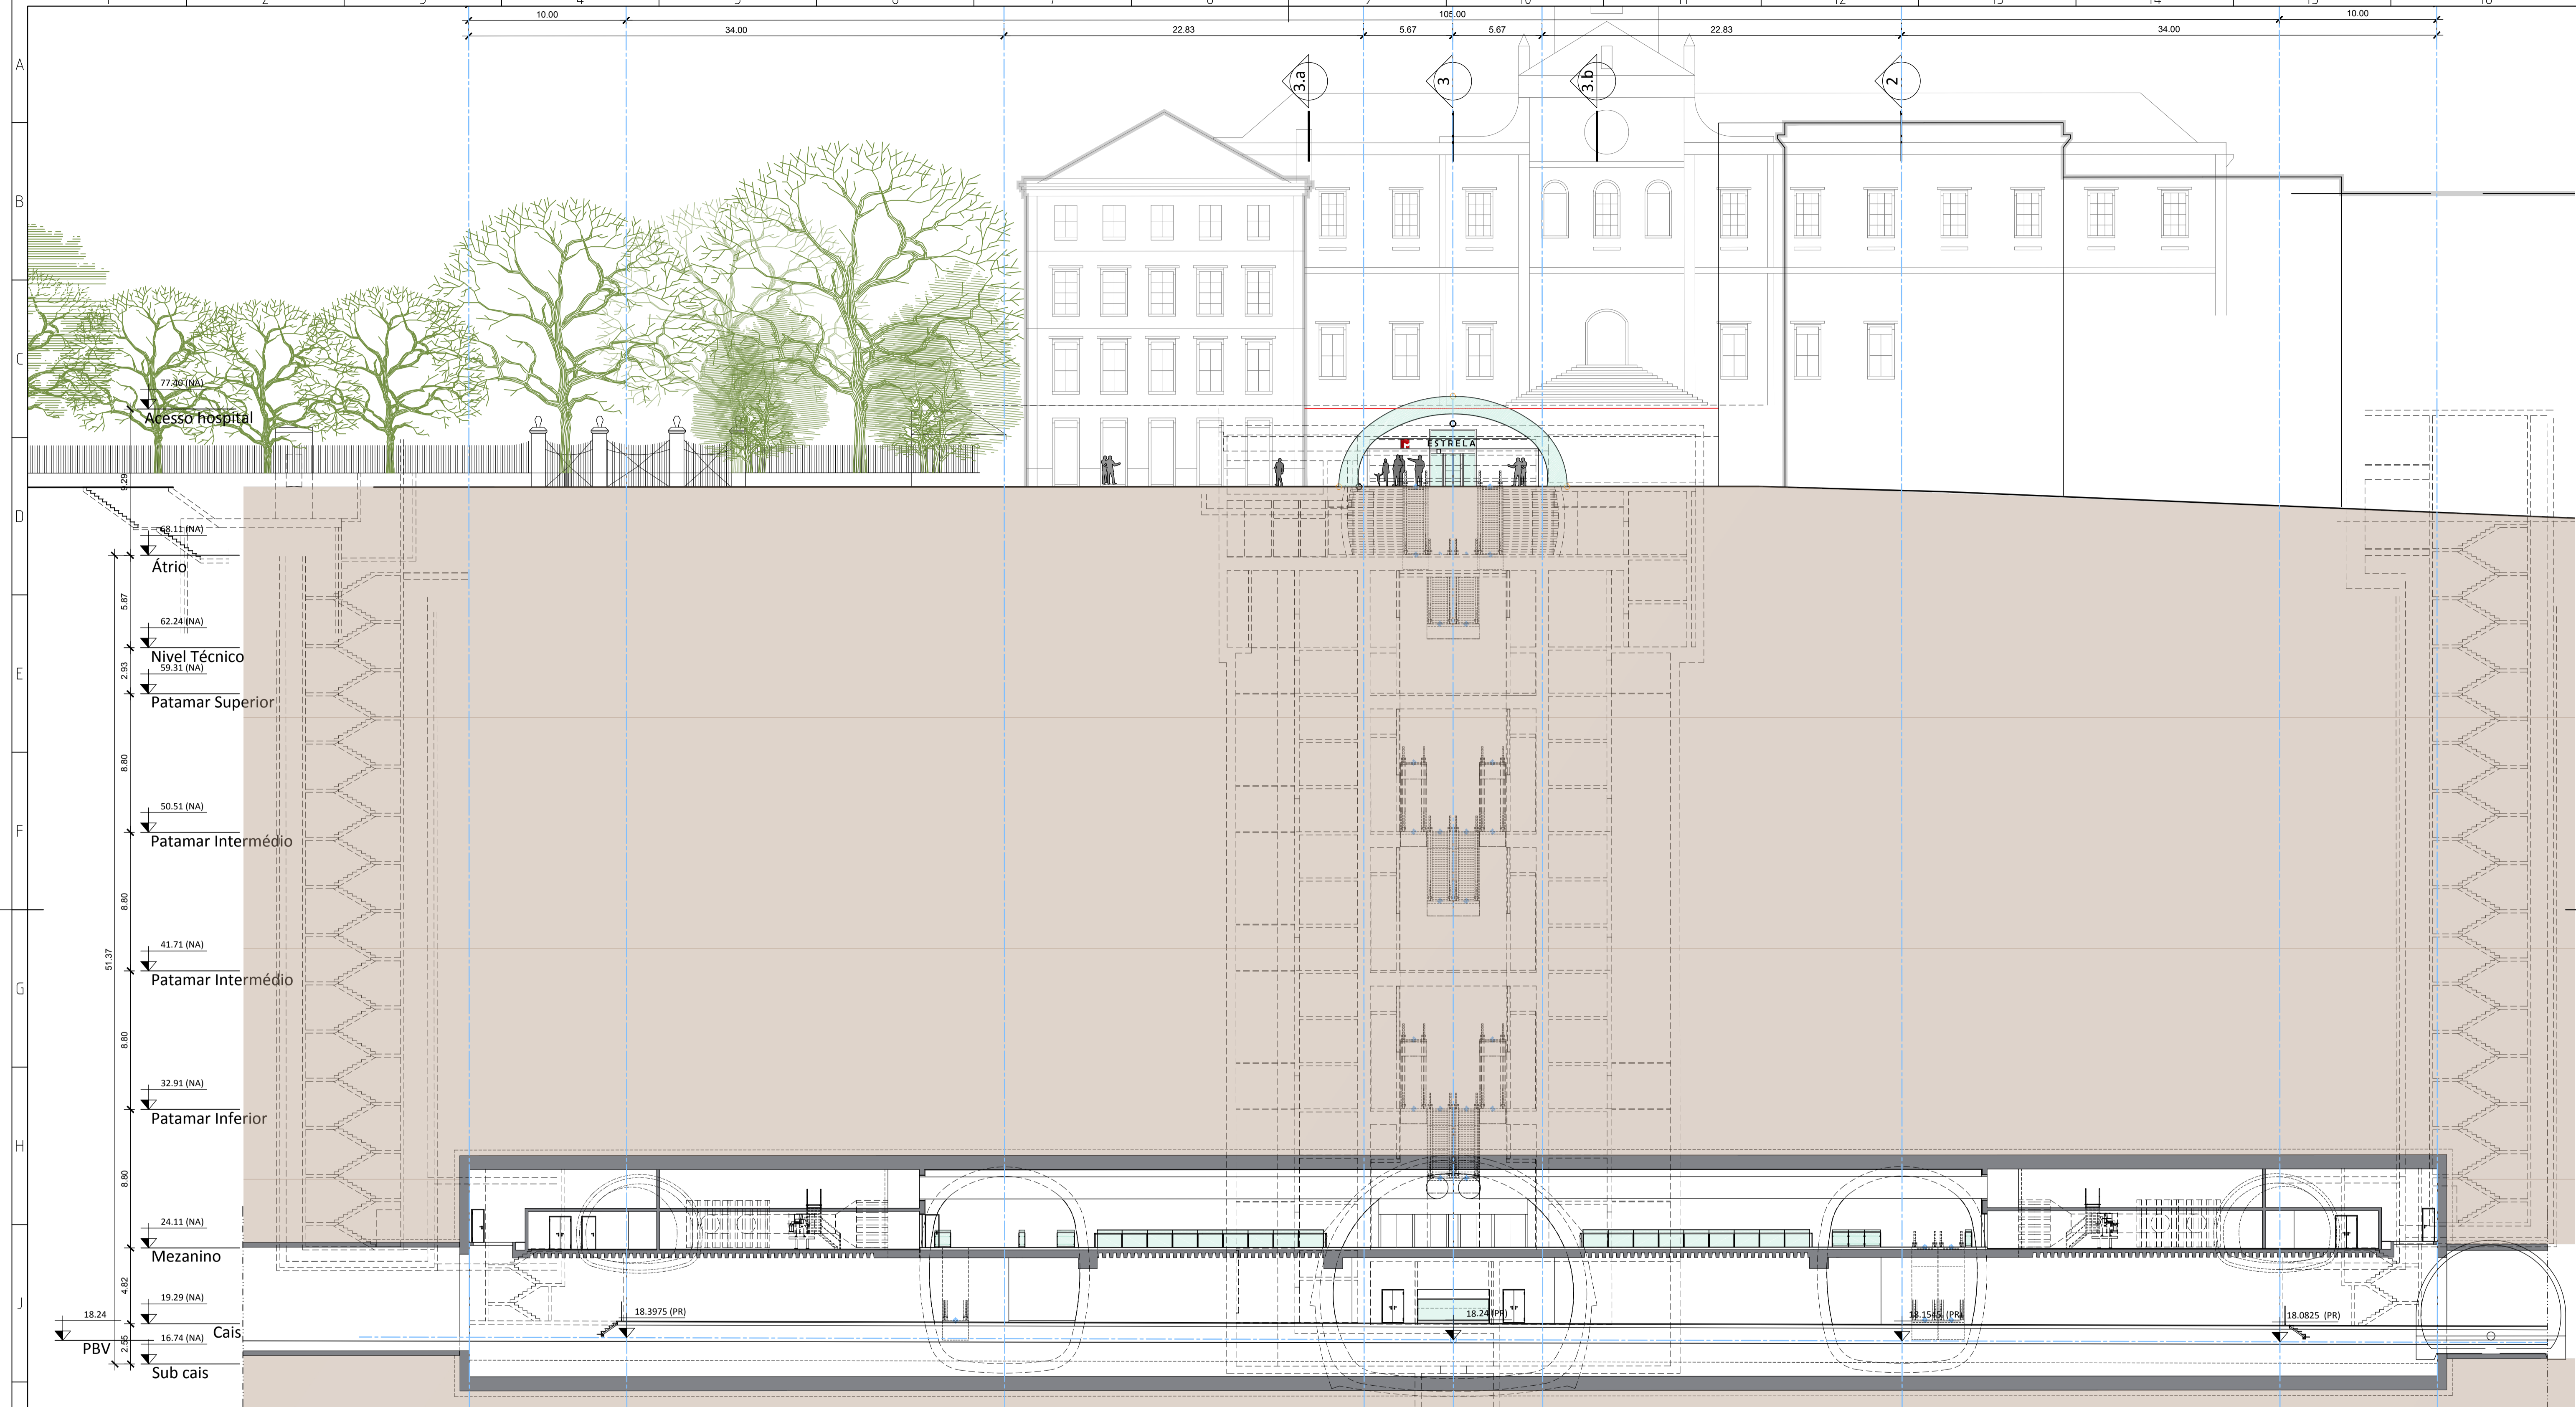 10.00
105.00
10.00
34.00
22.83
5.67
5.67
22.83
34.00
A
3.a
3
3.b
2
B
C
77.40 (NA)
Acesso hospital
ESTRELA
9.29
D
68.11 (NA)
Átrio
5.87
62.24 (NA)
Nivel Técnico
E
2.93
59.31 (NA)
Patamar Superior
8.80
50.51 (NA)
F
Patamar Intermédio
8.80
41.71 (NA)
51.37
Patamar Intermédio
G
8.80
32.91 (NA)
Patamar Inferior
H
8.80
24.11 (NA)
Mezanino
4.82
J
19.29 (NA)
18.24
Cais
18.3975 (PR)
18.24 (PR)
18.1545 (PR)
18.0825 (PR)
PBV
2.55
16.74 (NA)
Sub cais